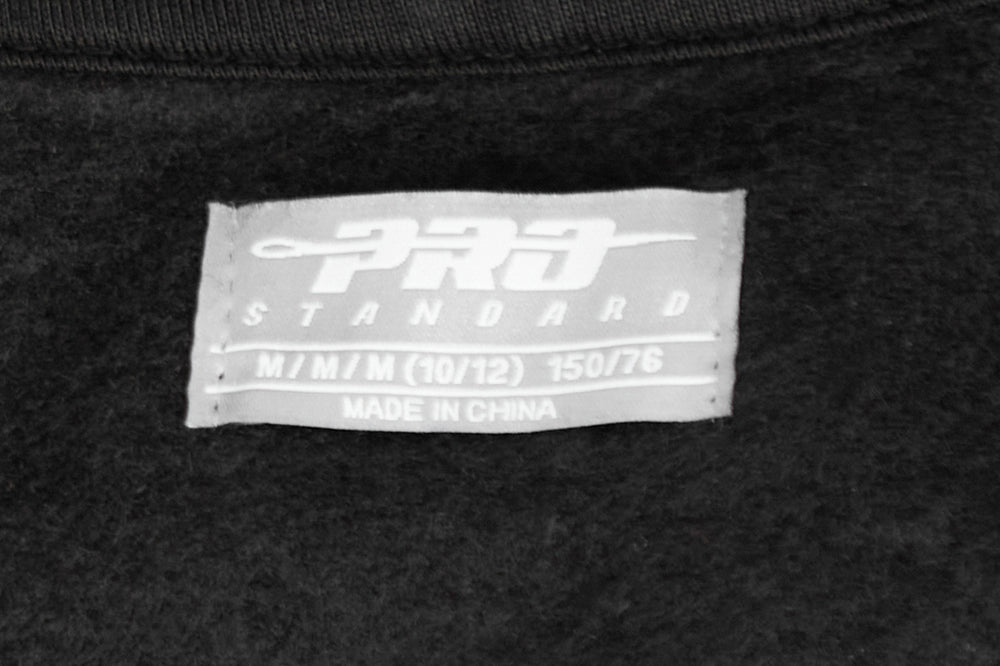 PRO
STANDARD
M/M/M (10/12) 150/76
MADE IN CHINA